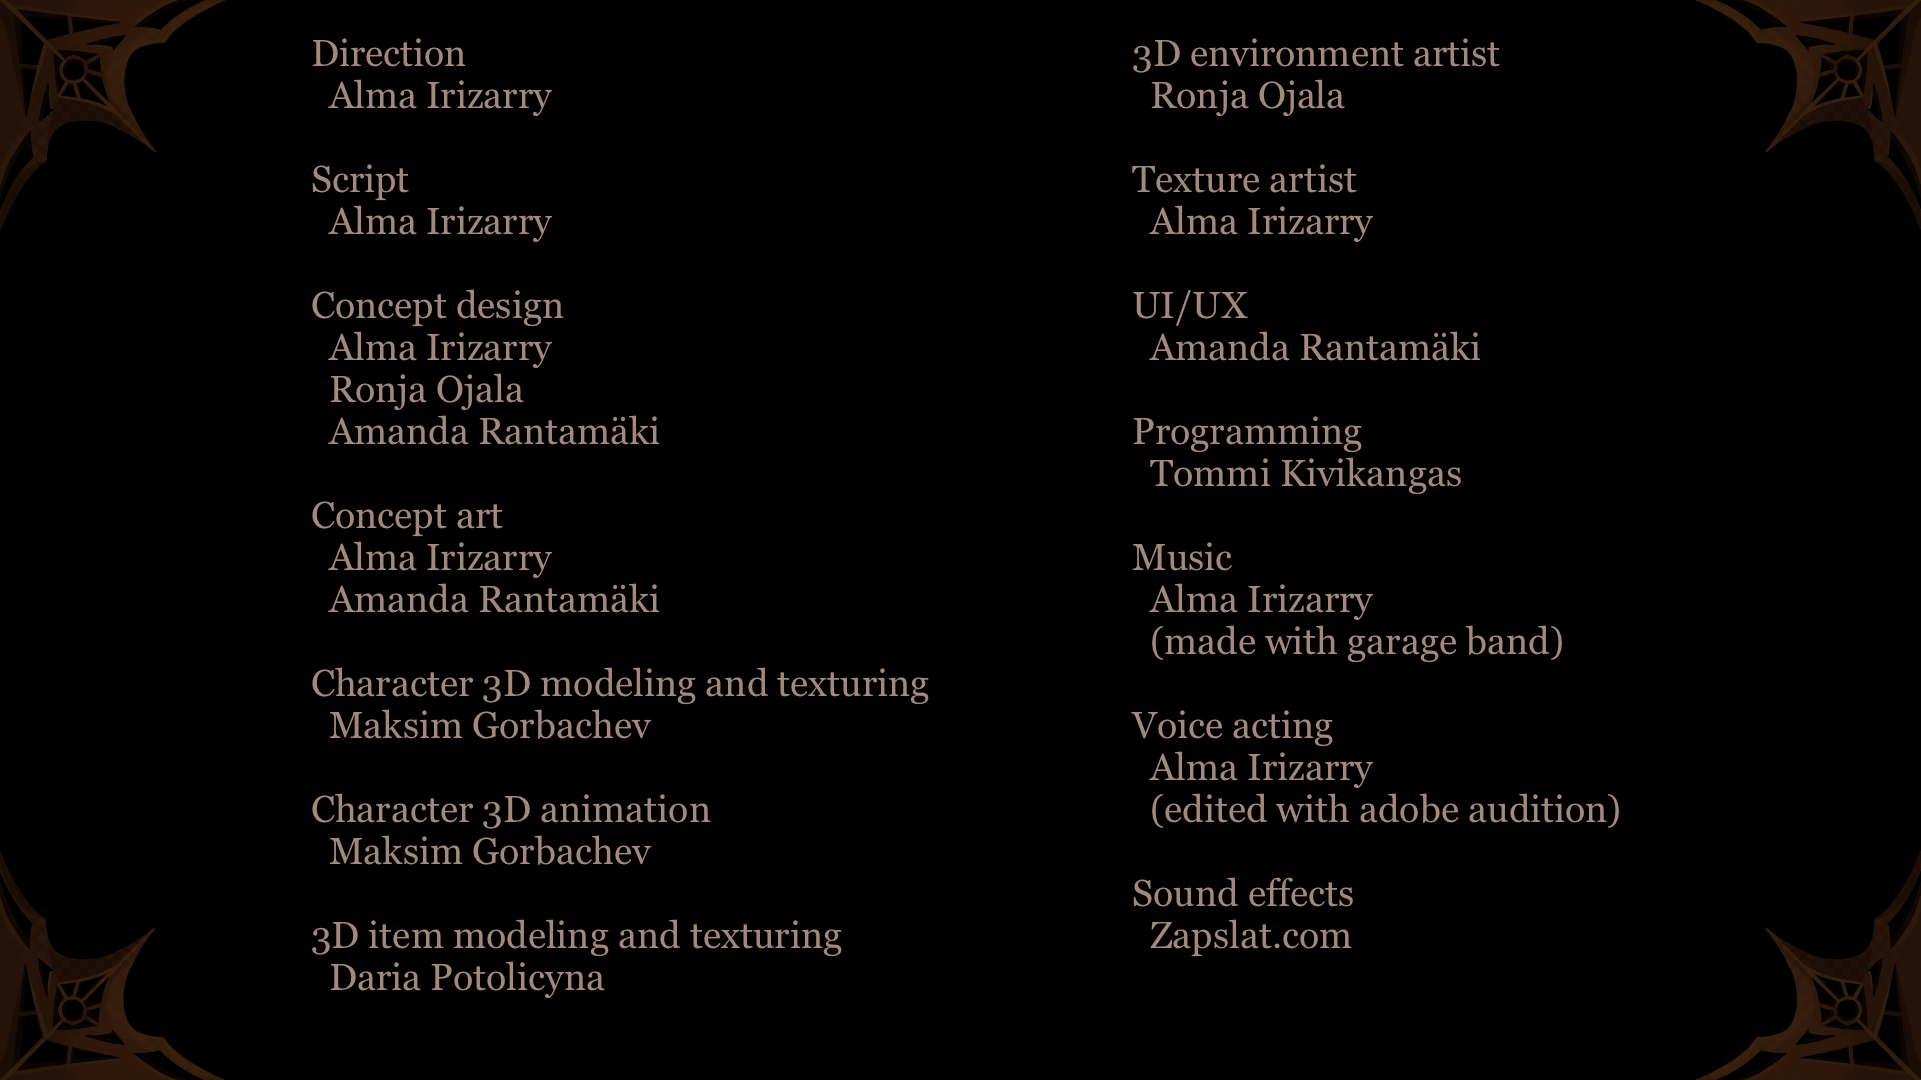 Direction
Alma Irizarry
Script
Alma Irizarry
Concept design
Alma Irizarry
Ronja Ojala
Amanda Rantamäki
Concept art
Alma Irizarry
Amanda Rantamäki
Character 3D modeling and texturing
Maksim Gorbachev
Character 3D animation
Maksim Gorbachev
3D item modeling and texturing
Daria Potolicyna
3D environment artist
Ronja Ojala
Texture artist
Alma Irizarry
UI/UX
Amanda Rantamäki
Programming
Tommi Kivikangas
Music
Alma Irizarry
(made with garage band)
Voice acting
Alma Irizarry
(edited with adobe audition)
Sound effects
Zapslat.com